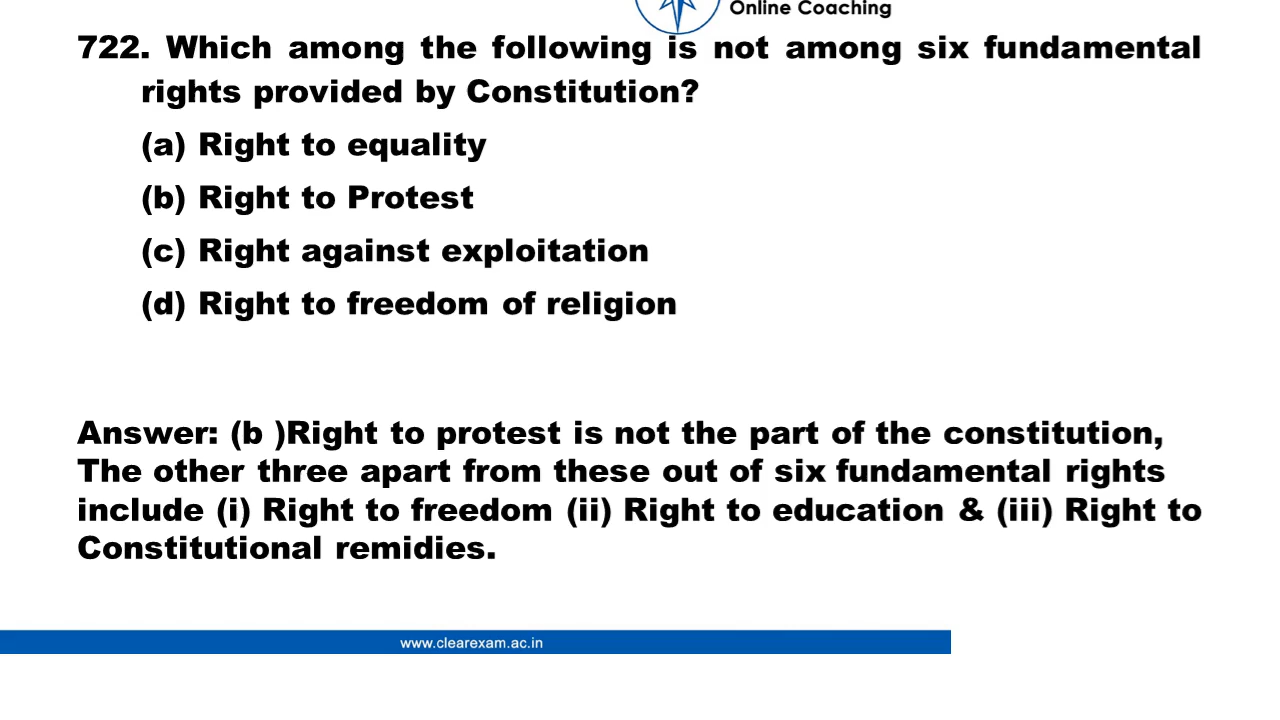 Online Coaching
722. Which among the following is not among six fundamental
rights provided by Constitution?
(a) Right to equality
(b) Right to Protest
(c) Right against exploitation
(d) Right to freedom of religion
Answer: (b )Right to protest is not the part of the constitution,
The other three apart from these out of six fundamental rights
include (i) Right to freedom (ii) Right to education & (iii) Right to
Constitutional remidies.
www.clearexam.ac.in